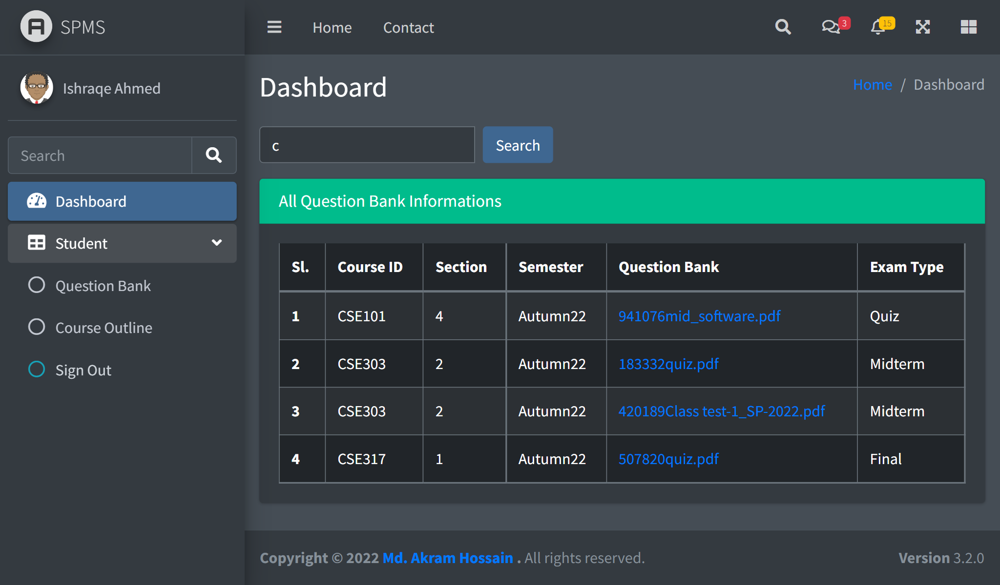 SPMS
Home
Contact
3
15
Ishraqe Ahmed
Search
Dashboard
Student
Question Bank
Course Outline
Sign Out
Dashboard
Home / Dashboard
c
Search
All Question Bank Informations
Sl. Course ID Section Semester Question Bank Exam Type
1 CSE101 4 Autumn22 941076mid_software.pdf Quiz
2 CSE303 2 Autumn22 183332quiz.pdf Midterm
3 CSE303 2 Autumn22 420189Class test-1_SP-2022.pdf Midterm
4 CSE317 1 Autumn22 507820quiz.pdf Final
Copyright © 2022 Md. Akram Hossain . All rights reserved.
Version 3.2.0